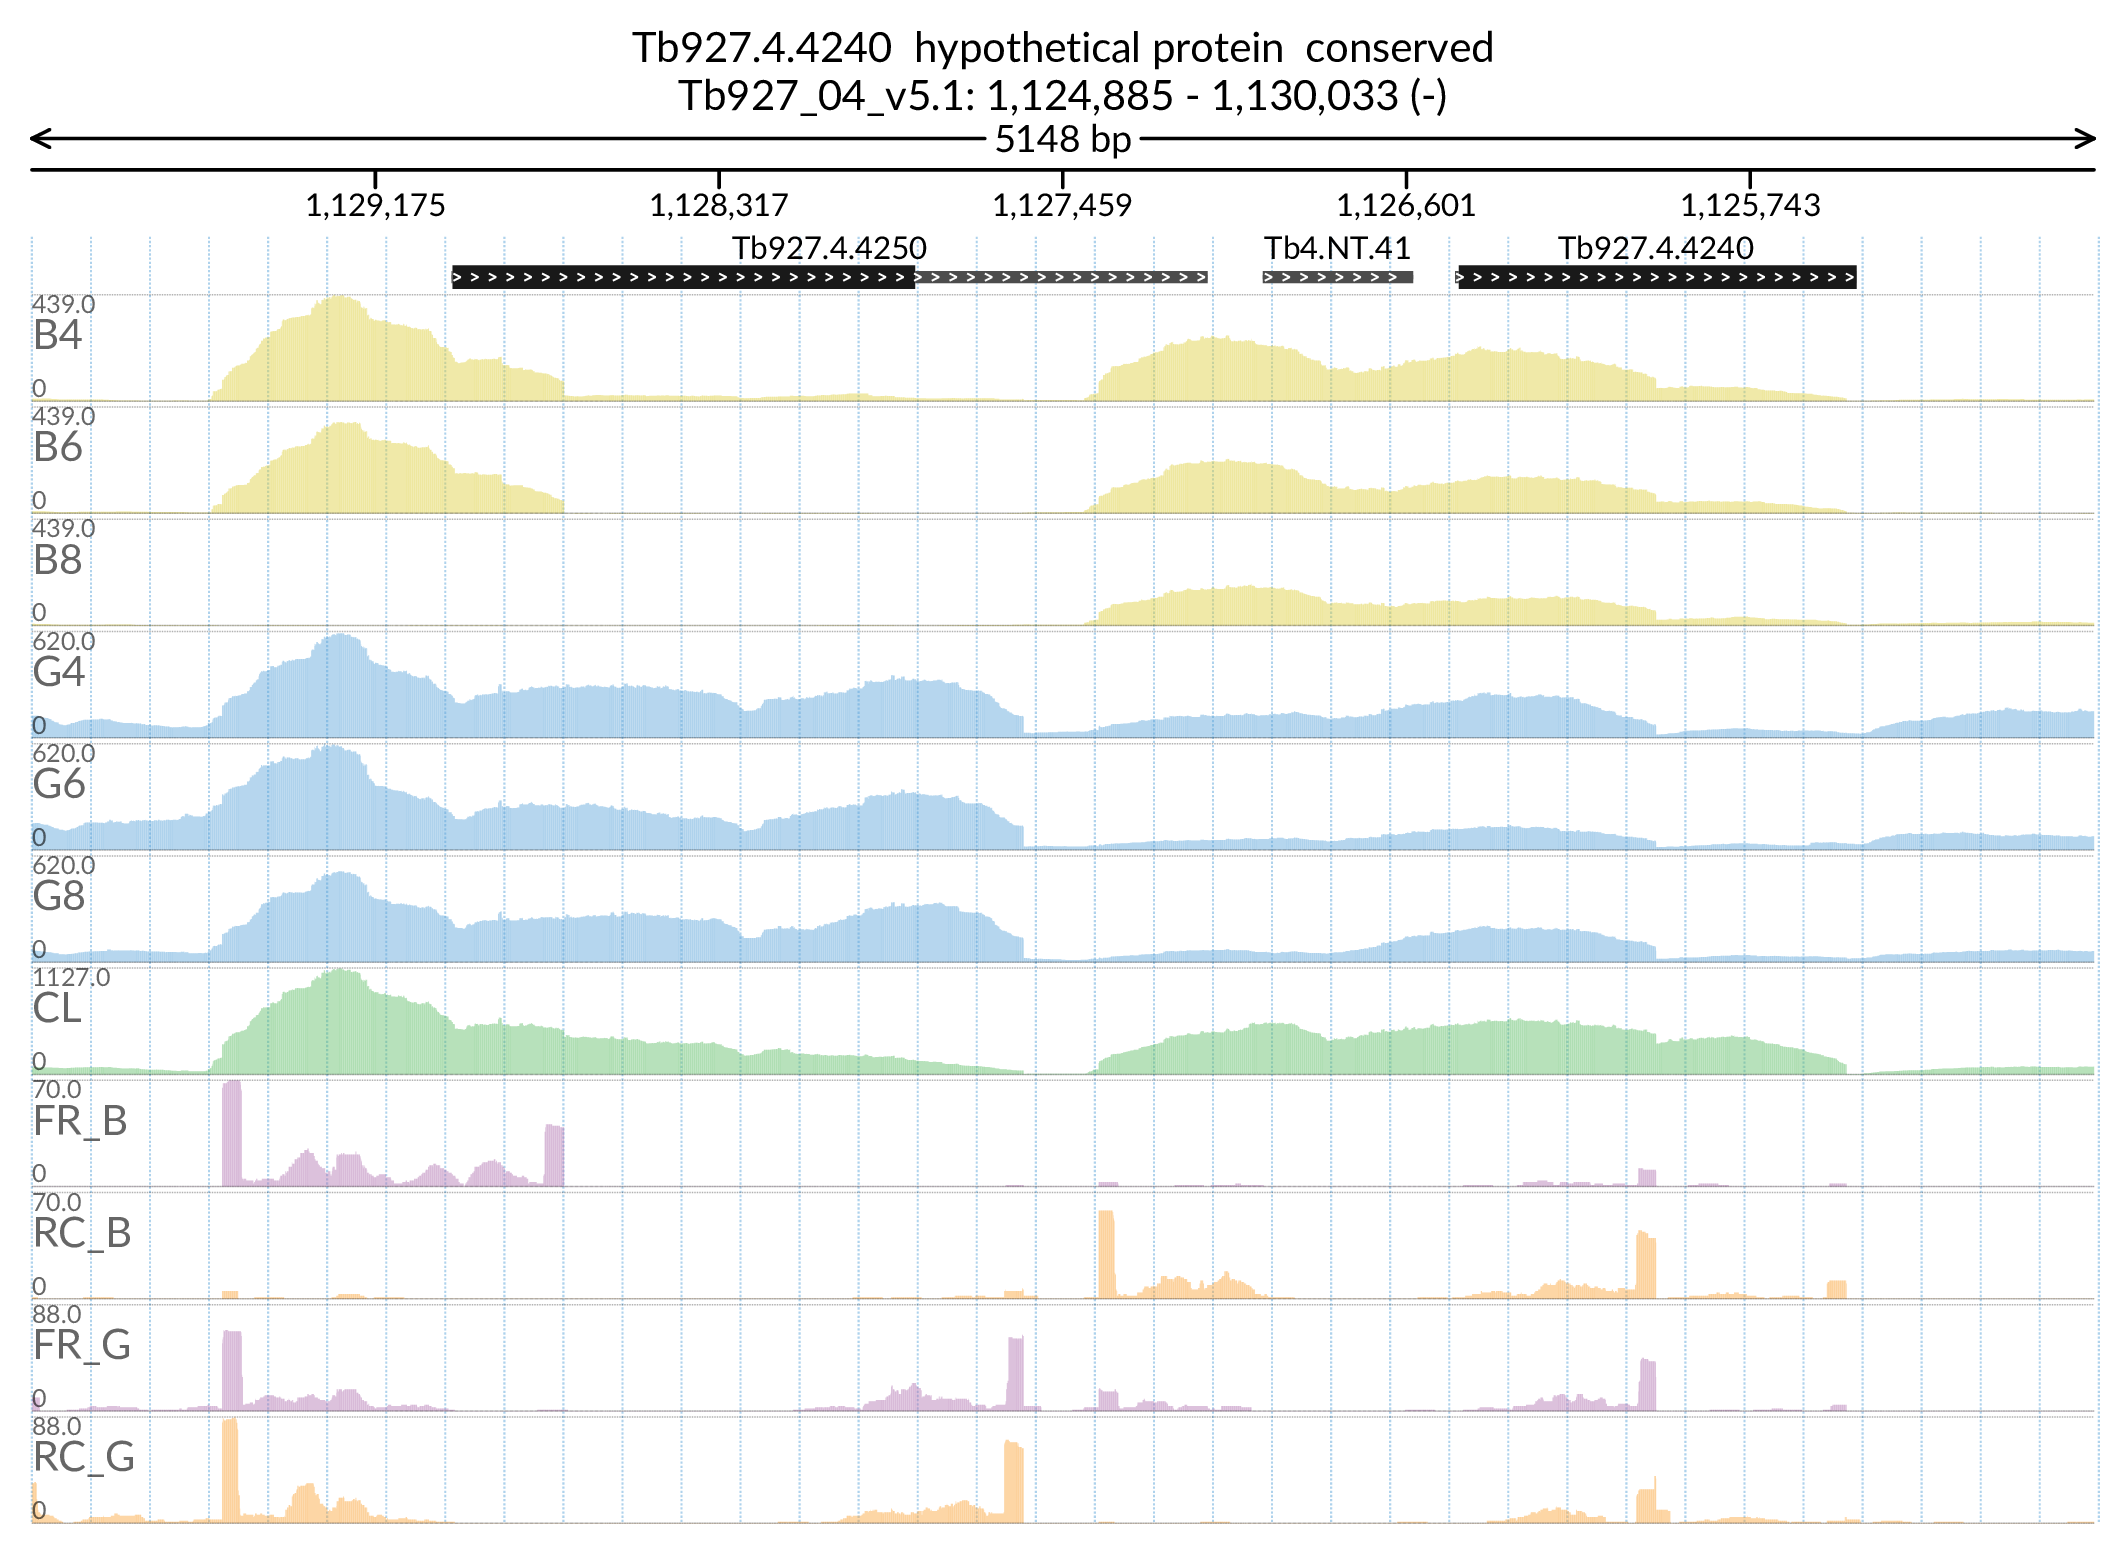 Tb927.4.4240 hypothetical protein conserved
Tb927_04_v5.1: 1,124,885 - 1,130,033 (-)
5148 bp
1,129,175 1,128,317 1,127,459 1,126,601 1,125,743
Tb927.4.4250 Tb4.NT.41 Tb927.4.4240
439.0
B4
0
439.0
B6
0
439.0
B8
0
620.0
G4
0
620.0
G6
0
620.0
G8
0
1127.0
CL
0
70.0
FR_B
0
70.0
RC_B
0
88.0
FR_G
0
88.0
RC_G
0